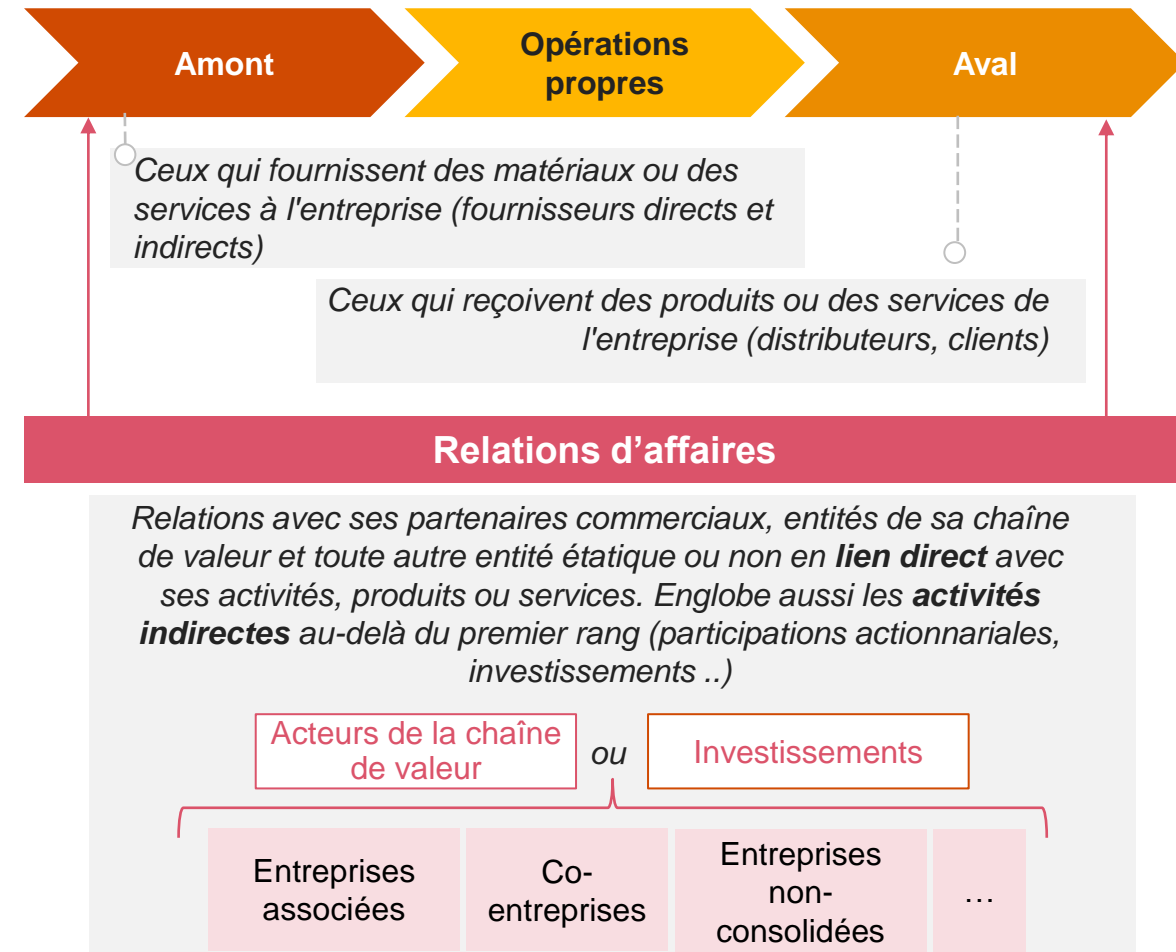 Amont
Opérations
propres
Aval
Ceux qui fournissent des matériaux ou des
services à l'entreprise (fournisseurs directs et
indirects)
Ceux qui reçoivent des produits ou des services de
l'entreprise (distributeurs, clients)
Relations d’affaires
Relations avec ses partenaires commerciaux, entités de sa chaîne
de valeur et toute autre entité étatique ou non en lien direct avec
ses activités, produits ou services. Englobe aussi les activités
indirectes au-delà du premier rang (participations actionnariales,
investissements ..)
Acteurs de la chaîne
de valeur
ou
Investissements
Entreprises
associées
Co-
entreprises
Entreprises
non-
consolidées
…